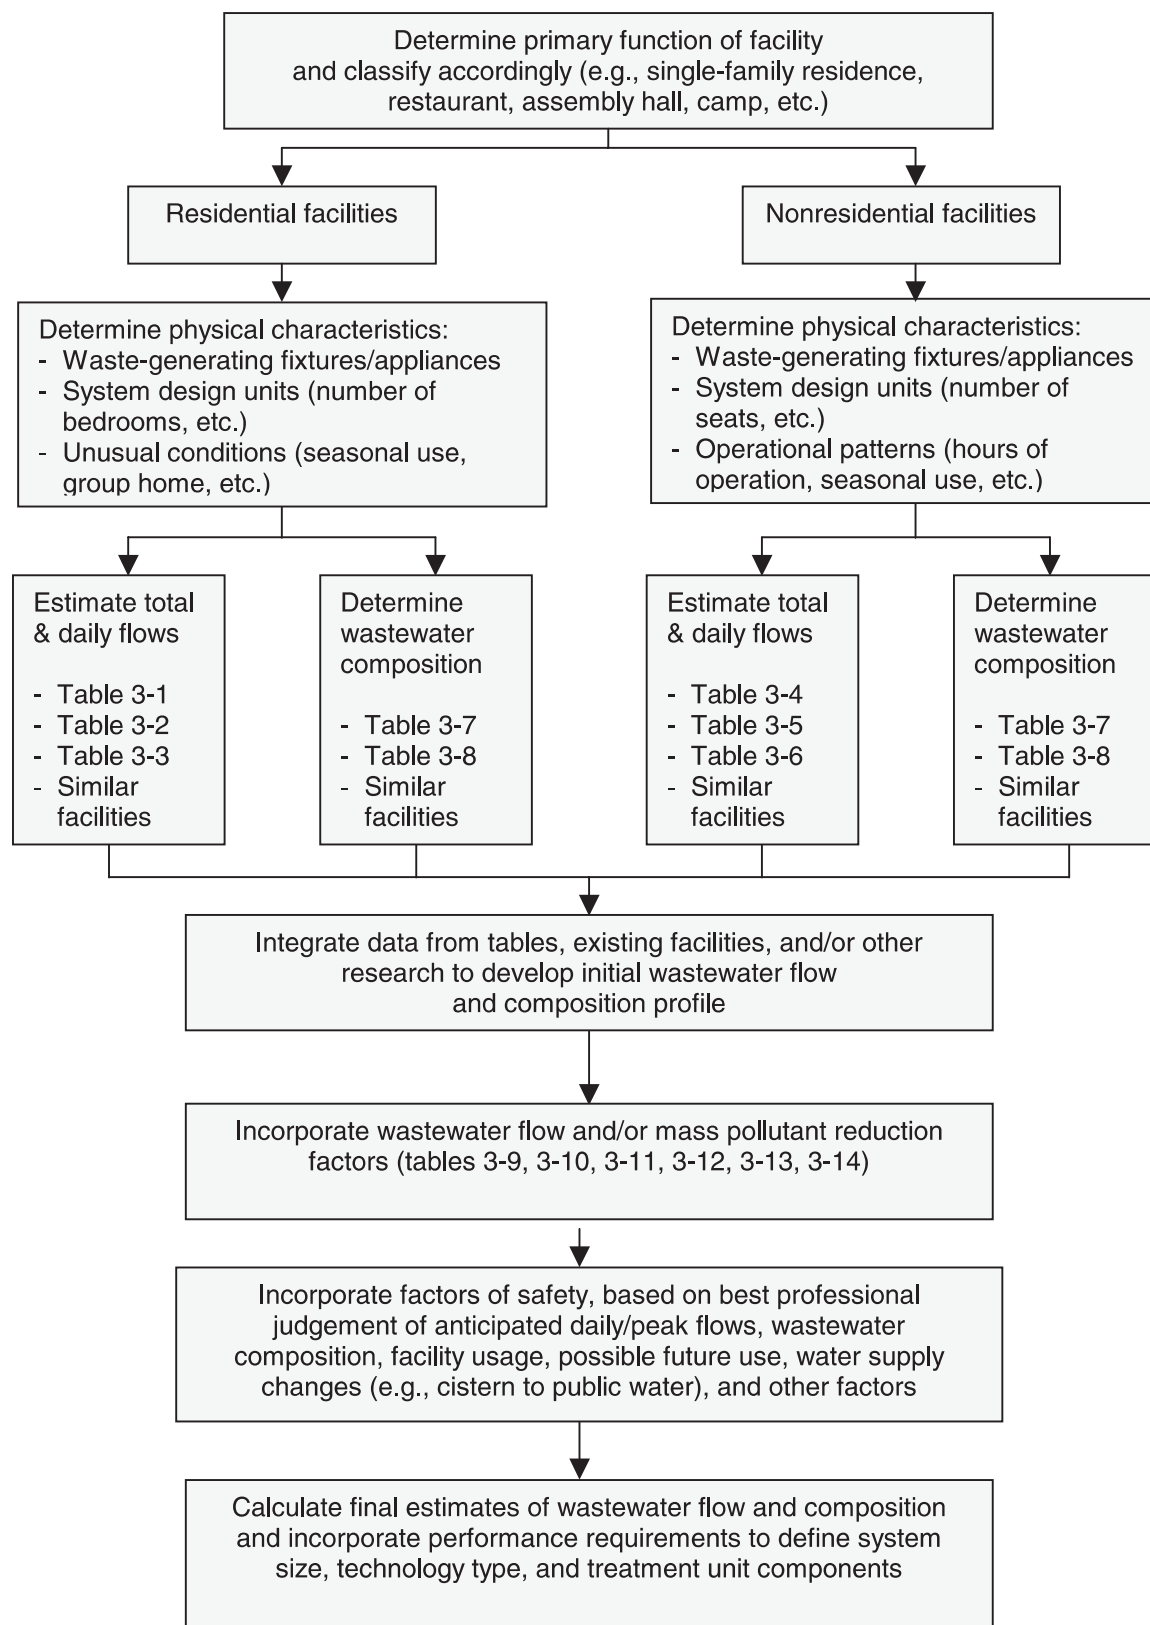 Determine primary function of facility
and classify accordingly (e.g., single-family residence,
restaurant, assembly hall, camp, etc.)
Residential facilities
Nonresidential facilities
Determine physical characteristics:
- Waste-generating fixtures/appliances
- System design units (number of
bedrooms, etc.)
- Unusual conditions (seasonal use,
group home, etc.)
Determine physical characteristics:
- Waste-generating fixtures/appliances
- System design units (number of
seats, etc.)
- Operational patterns (hours of
operation, seasonal use, etc.)
Estimate total
& daily flows
- Table 3-1
- Table 3-2
- Table 3-3
- Similar
facilities
Determine
wastewater
composition
- Table 3-7
- Table 3-8
- Similar
facilities
Estimate total
& daily flows
- Table 3-4
- Table 3-5
- Table 3-6
- Similar
facilities
Determine
wastewater
composition
- Table 3-7
- Table 3-8
- Similar
facilities
Integrate data from tables, existing facilities, and/or other
research to develop initial wastewater flow
and composition profile
Incorporate wastewater flow and/or mass pollutant reduction
factors (tables 3-9, 3-10, 3-11, 3-12, 3-13, 3-14)
Incorporate factors of safety, based on best professional
judgement of anticipated daily/peak flows, wastewater
composition, facility usage, possible future use, water supply
changes (e.g., cistern to public water), and other factors
Calculate final estimates of wastewater flow and composition
and incorporate performance requirements to define system
size, technology type, and treatment unit components